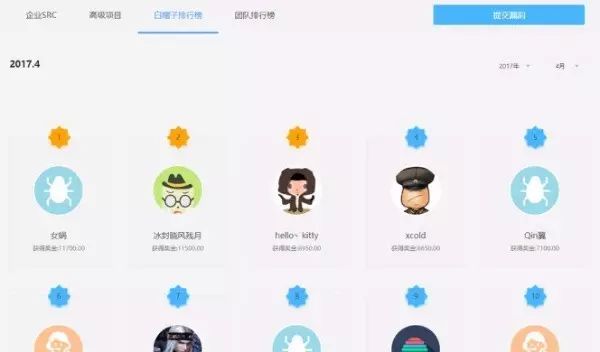 企业SRC 高级项目 白帽子排行榜 团队排行榜 提交漏洞
2017.4 2017年 4月
1 2 3 4 5
女娲 冰封晓风残月 hello~ kitty xcold Qin
获得奖金:11700.00 获得奖金:11500.00 获得奖金:8950.00 获得奖金:8650.00 获得奖金:7100.00
6 7 8 9 10